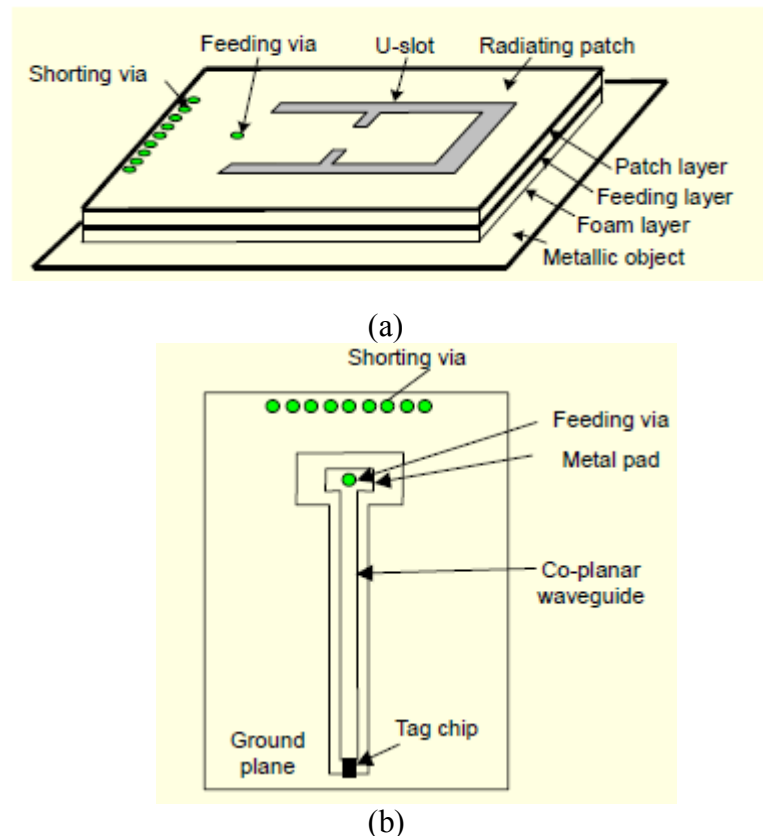 Feeding via
U-slot
Radiating patch
Shorting via
Patch layer
Feeding layer
Foam layer
Metallic object
(a)
Shorting via
Feeding via
Metal pad
Co-planar
waveguide
Tag chip
Ground
plane
(b)